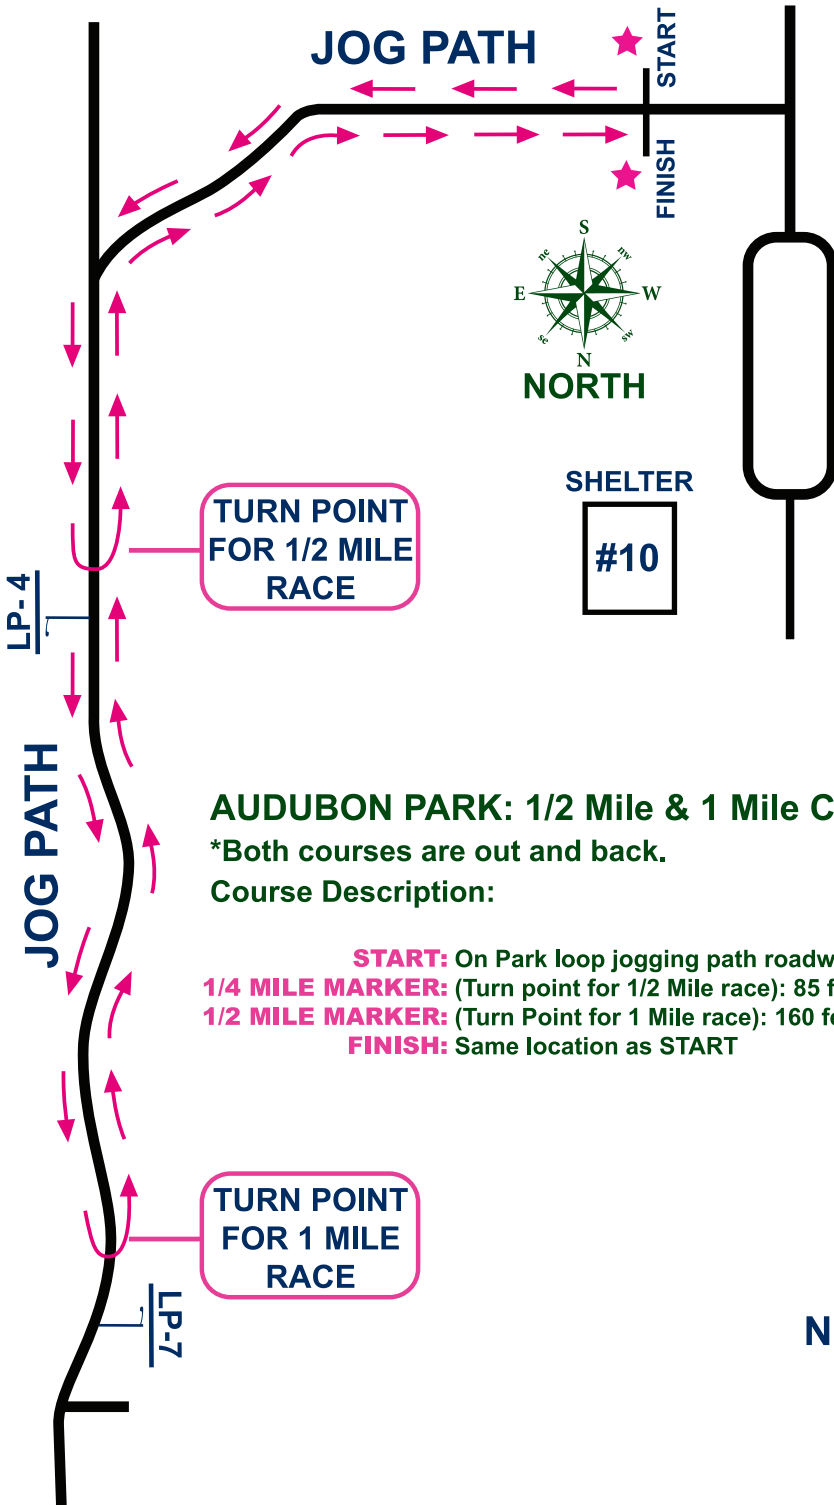 JOG PATH
START
FINISH
S
ne
nw
E
W
se
sw
N
NORTH
SHELTER
#10
TURN POINT
FOR 1/2 MILE
RACE
LP- 4
JOG PATH
AUDUBON PARK: 1/2 Mile & 1 Mile C
*Both courses are out and back.
Course Description:
START: On Park loop jogging path roadw
1/4 MILE MARKER: (Turn point for 1/2 Mile race): 85 f
1/2 MILE MARKER: (Turn Point for 1 Mile race): 160 fe
FINISH: Same location as START
TURN POINT
FOR 1 MILE
RACE
LP-7
N